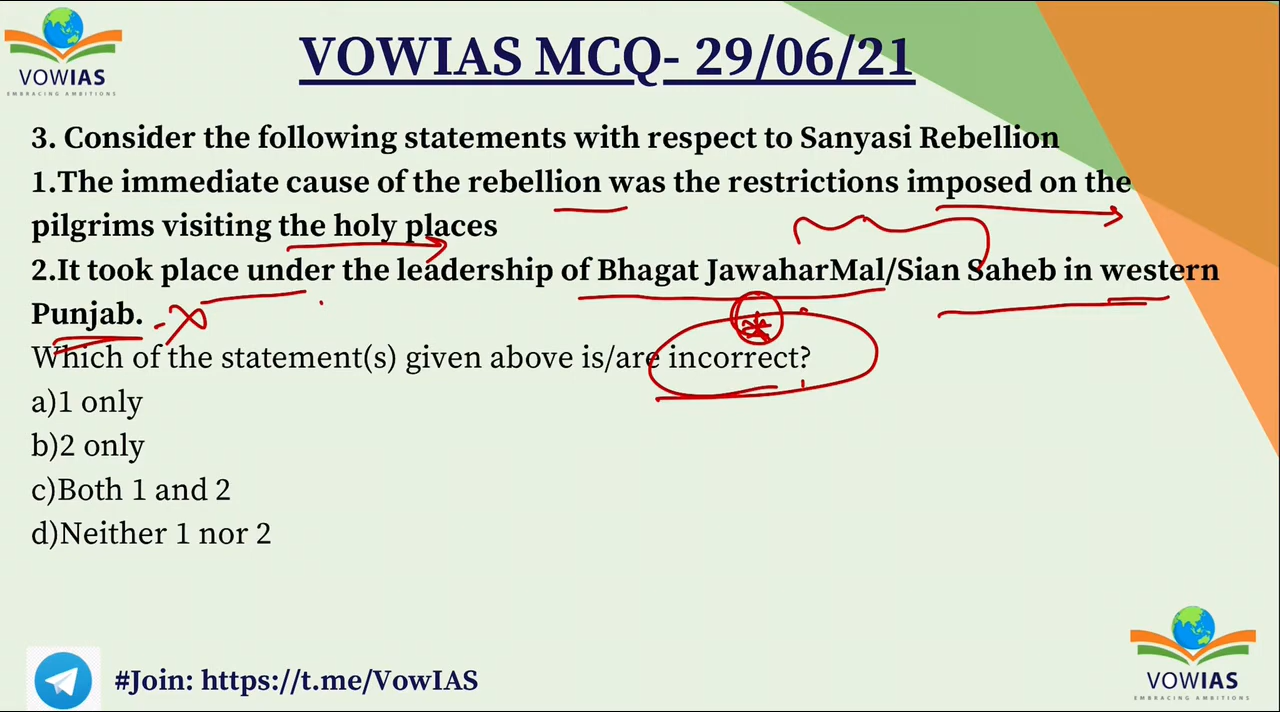 VOWIAS
EMBRACING AMBITIONS
VOWIAS MCQ- 29/06/21
3. Consider the following statements with respect to Sanyasi Rebellion
1.The immediate cause of the rebellion was the restrictions imposed on the
pilgrims visiting the holy places
2.It took place under the leadership of Bhagat JawaharMal/Sian Saheb in western
Punjab.
Which of the statement(s) given above is/are incorrect?
a)1 only
b)2 only
c)Both 1 and 2
d)Neither 1 nor 2
#Join: https://t.me/VowIAS
VOWIAS
EMBRACING AMBITIONS